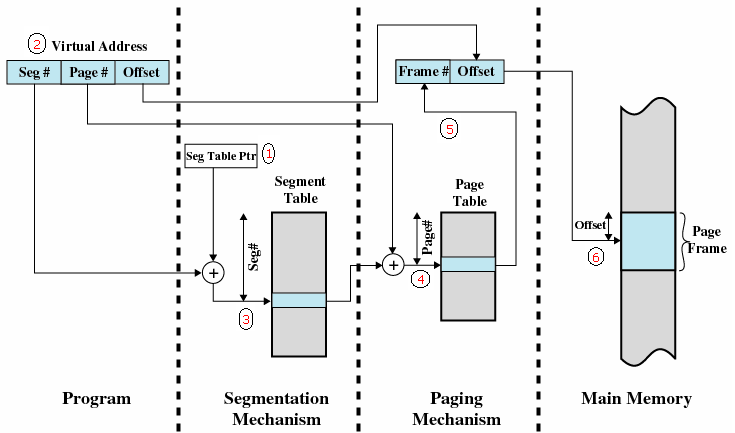 2 Virtual Address
Seg # Page # Offset
Frame # Offset
5
Seg Table Ptr 1
Segment
Table
Page
Table
Seg#
Page#
Offset
Page
Frame
+
+
3
4
6
Program
Segmentation
Mechanism
Paging
Mechanism
Main Memory